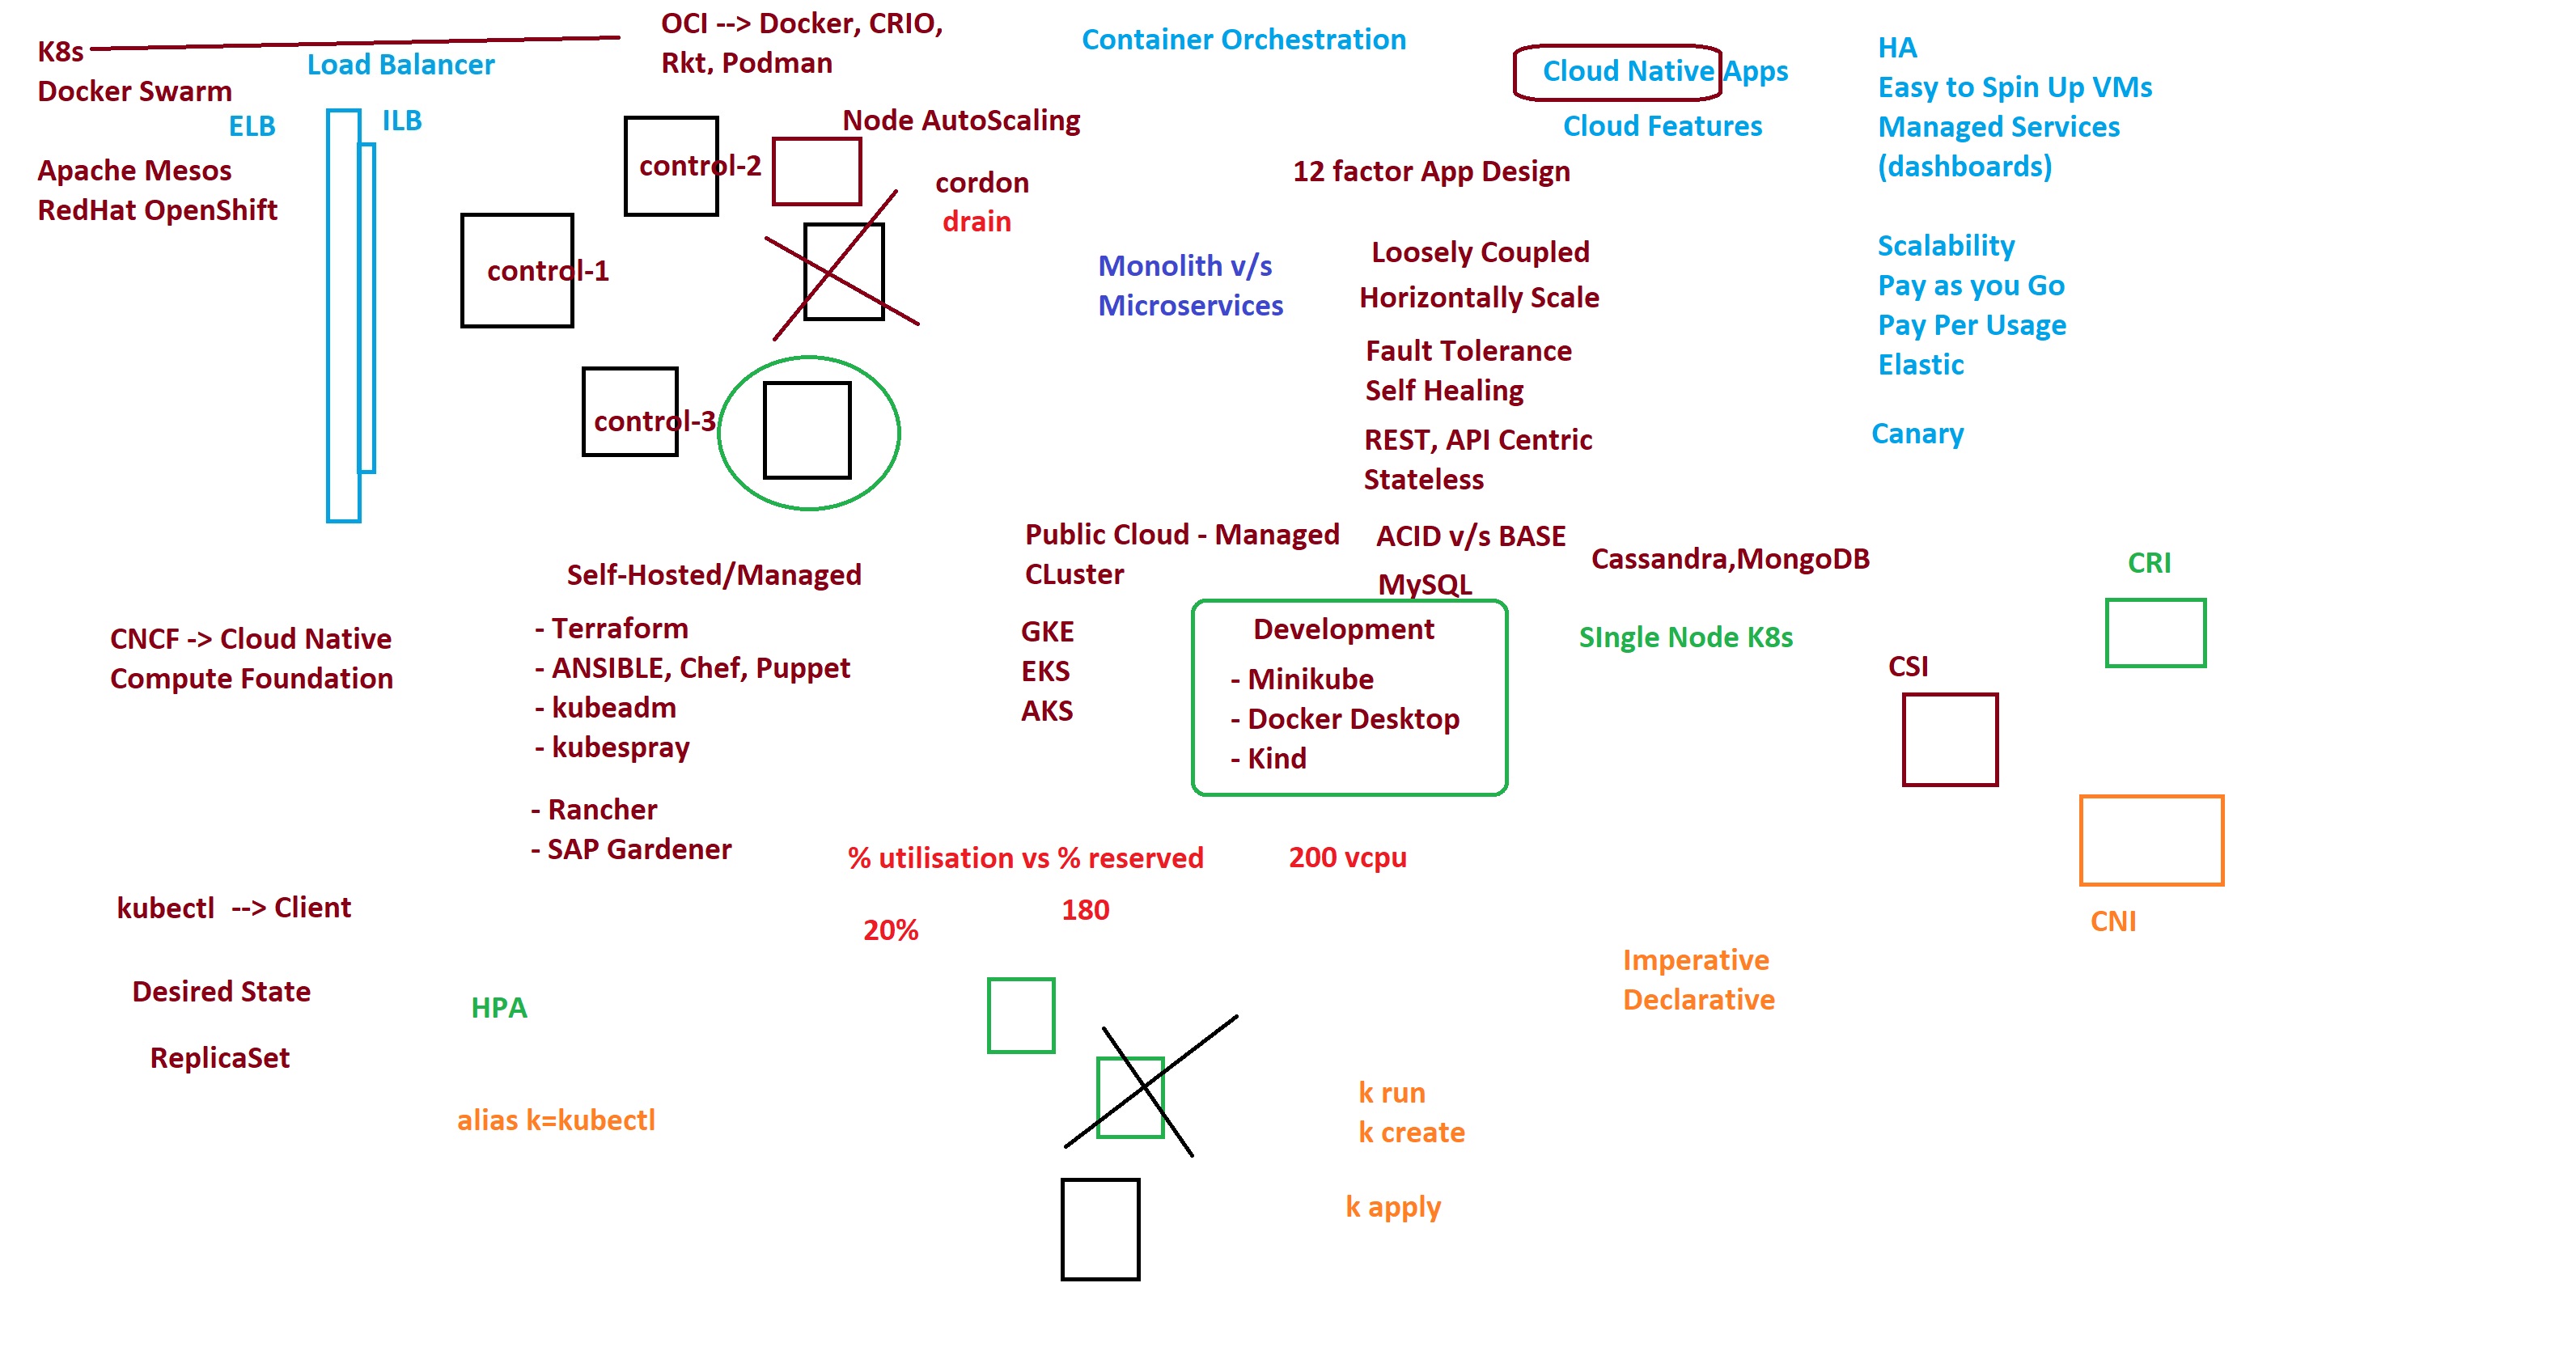 K8s
Docker Swarm
Apache Mesos
RedHat OpenShift
Load Balancer
ELB
ILB
OCI --> Docker, CRIO,
Rkt, Podman
control-2
control-1
control-3
Node AutoScaling
cordon
drain
Container Orchestration
Monolith v/s
Microservices
Cloud Native Apps
Cloud Features
12 factor App Design
Loosely Coupled
Horizontally Scale
Fault Tolerance
Self Healing
REST, API Centric
Stateless
ACID v/s BASE
MySQL
Cassandra,MongoDB
HA
Easy to Spin Up VMs
Managed Services
(dashboards)
Scalability
Pay as you Go
Pay Per Usage
Elastic
Canary
CNCF -> Cloud Native
Compute Foundation
Self-Hosted/Managed
- Terraform
- ANSIBLE, Chef, Puppet
- kubeadm
- kubespray
- Rancher
- SAP Gardener
Public Cloud - Managed
CLuster
GKE
EKS
AKS
Development
- Minikube
- Docker Desktop
- Kind
SIngle Node K8s
CRI
CSI
CNI
% utilisation vs % reserved
200 vcpu
20%
180
kubectl --> Client
Desired State
ReplicaSet
HPA
alias k=kubectl
Imperative
Declarative
k run
k create
k apply